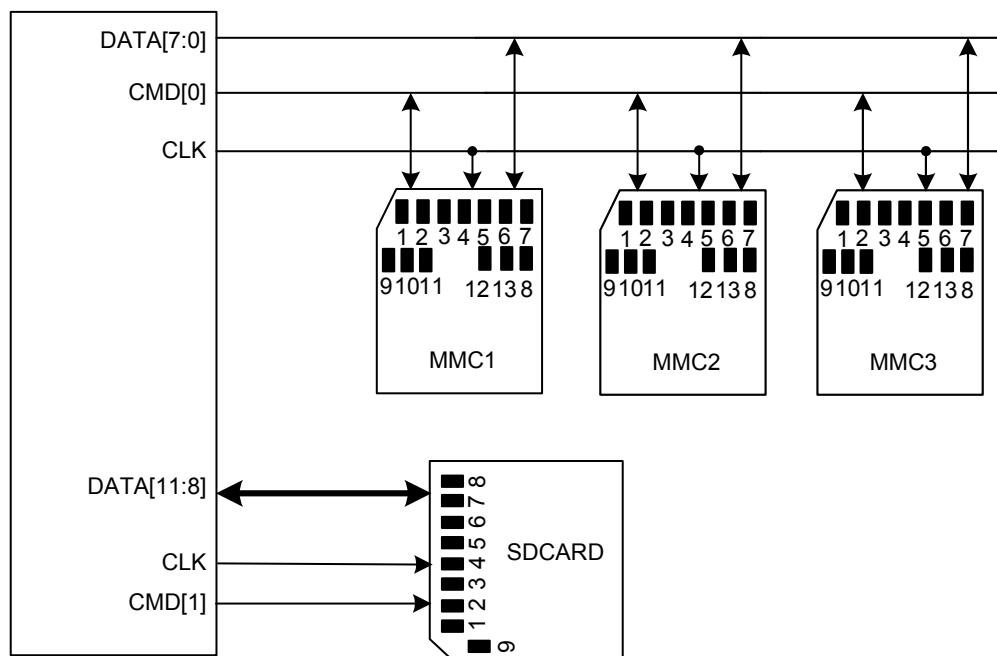 DATA[7:0]
CMD[0]
CLK
1 2 3 4 5 6 7
9 10 11 12 13 8
MMC1
1 2 3 4 5 6 7
9 10 11 12 13 8
MMC2
1 2 3 4 5 6 7
9 10 11 12 13 8
MMC3
DATA[11:8]
CLK
CMD[1]
8
7
6
5
4
3
2
1
9
SDCARD